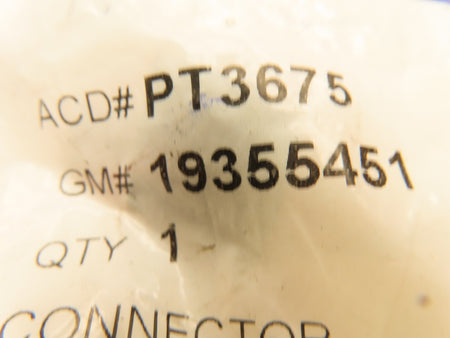 ACD# PT3675
GM# 19355451
QTY 1
CONNECTOR